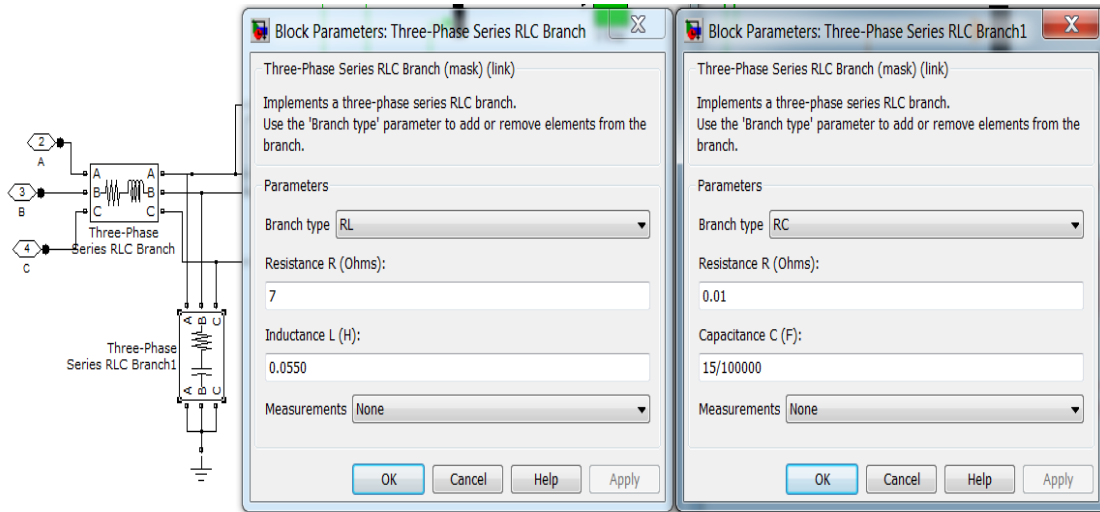 2
A
3
B
4
C
A A
B B
C C
Three-Phase
Series RLC Branch
A B C
Three-Phase
Series RLC Branch1
A B C
Block Parameters: Three-Phase Series RLC Branch
Three-Phase Series RLC Branch (mask) (link)
Implements a three-phase series RLC branch.
Use the 'Branch type' parameter to add or remove elements from the
branch.
Parameters
Branch type RL
Resistance R (Ohms):
7
Inductance L (H):
0.0550
Measurements None
OK Cancel Help Apply
Block Parameters: Three-Phase Series RLC Branch1
Three-Phase Series RLC Branch (mask) (link)
Implements a three-phase series RLC branch.
Use the 'Branch type' parameter to add or remove elements from the
branch.
Parameters
Branch type RC
Resistance R (Ohms):
0.01
Capacitance C (F):
15/100000
Measurements None
OK Cancel Help Apply